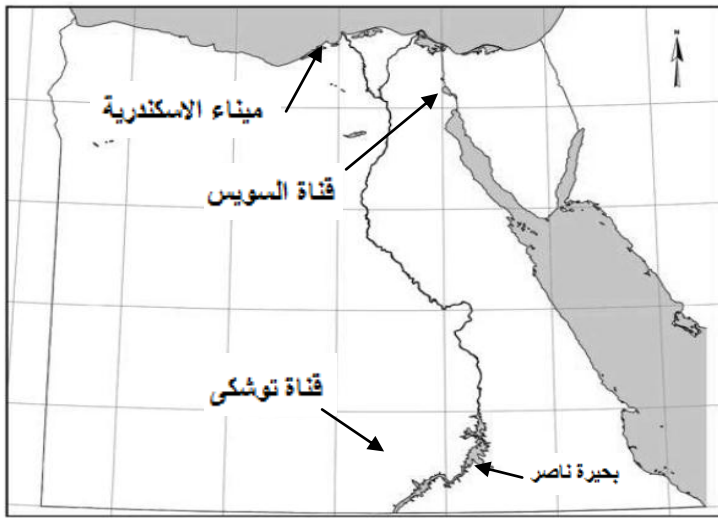 ميناء الاسكندرية
قناة السويس
قناة توشكى
بحيرة ناصر